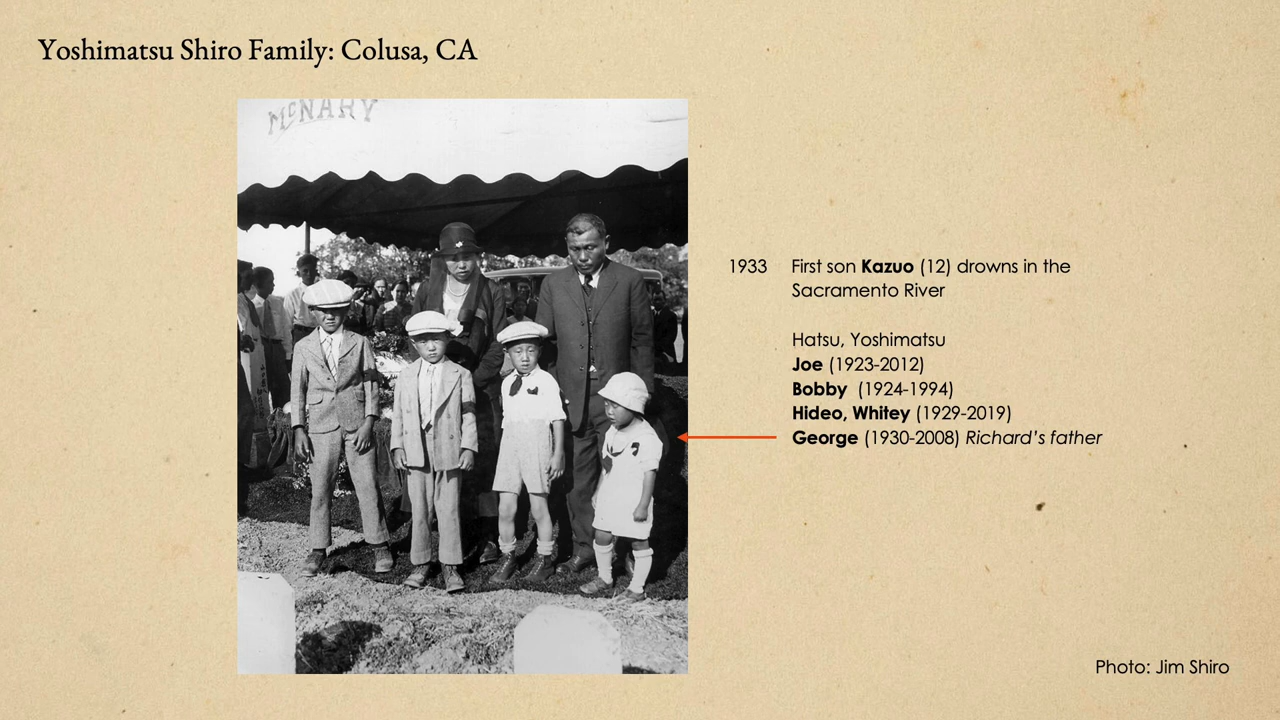 Yoshimatsu Shiro Family: Colusa, CA
McNARY
1933 First son Kazuo (12) drowns in the
Sacramento River
Hatsu, Yoshimatsu
Joe (1923-2012)
Bobby (1924-1994)
Hideo, Whitey (1929-2019)
George (1930-2008) Richard's father
Photo: Jim Shiro